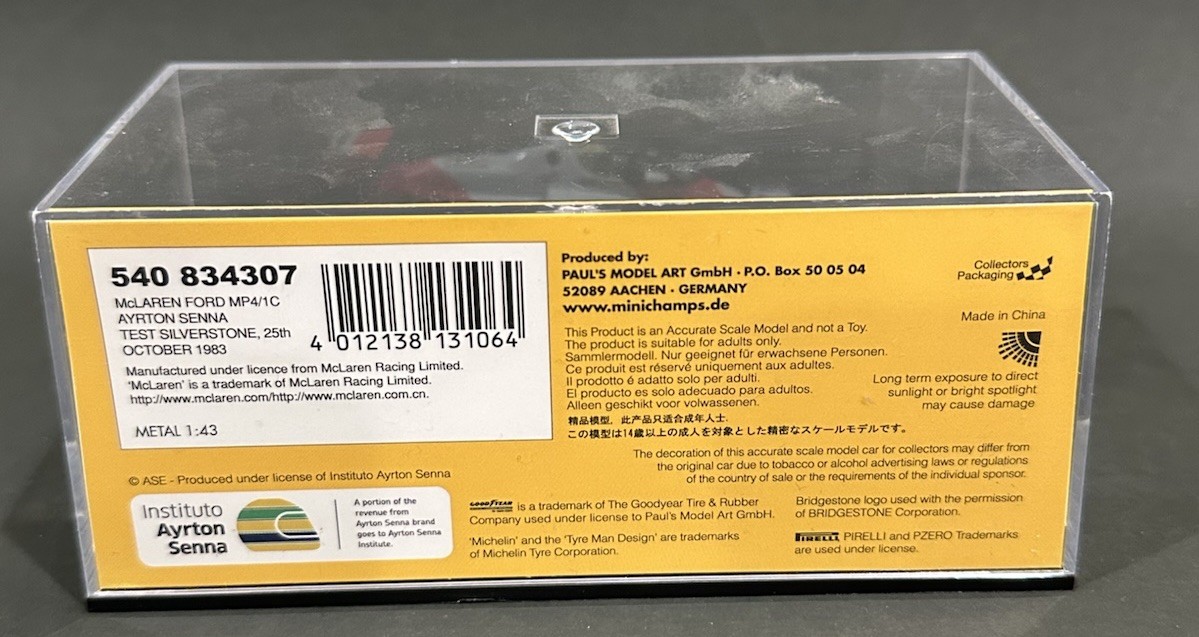 540 834307
McLAREN FORD MP4/1C
AYRTON SENNA
TEST SILVERSTONE, 25th
OCTOBER 1983
4 012138 131064
Manufactured under licence from McLaren Racing Limited.
'McLaren' is a trademark of McLaren Racing Limited.
http://www.mclaren.com/http://www.mclaren.com.cn.
METAL 1:43
© ASE - Produced under license of Instituto Ayrton Senna
Instituto
Ayrton
Senna
A portion of the
revenue from
Ayrton Senna brand
goes to Ayrton Senna
Institute.
Produced by:
PAUL'S MODEL ART GmbH · P.O. Box 50 05 04
52089 AACHEN · GERMANY
www.minichamps.de
This Product is an Accurate Scale Model and not a Toy.
The product is suitable for adults only.
Sammlermodell. Nur geeignet für erwachsene Personen.
Ce produit est réservé uniquement aux adultes.
Il prodotto é adatto solo per adulti.
El producto es solo adecuado para adultos.
Alleen geschikt voor volwassenen.
精品模型，此产品只适合成年人士.
この模型は14歳以上の成人を対象とした精密なスケールモデルです。
Collectors
Packaging
Made in China
Long term exposure to direct
sunlight or bright spotlight
may cause damage
The decoration of this accurate scale model car for collectors may differ from
the original car due to tobacco or alcohol advertising laws or regulations
of the country of sale or the requirements of the individual sponsor.
GOODYEAR is a trademark of The Goodyear Tire & Rubber
Company used under license to Paul's Model Art GmbH.
'Michelin' and the 'Tyre Man Design' are trademarks
of Michelin Tyre Corporation.
Bridgestone logo used with the permission
of BRIDGESTONE Corporation.
PIRELLI PIRELLI and PZERO Trademarks
are used under license.